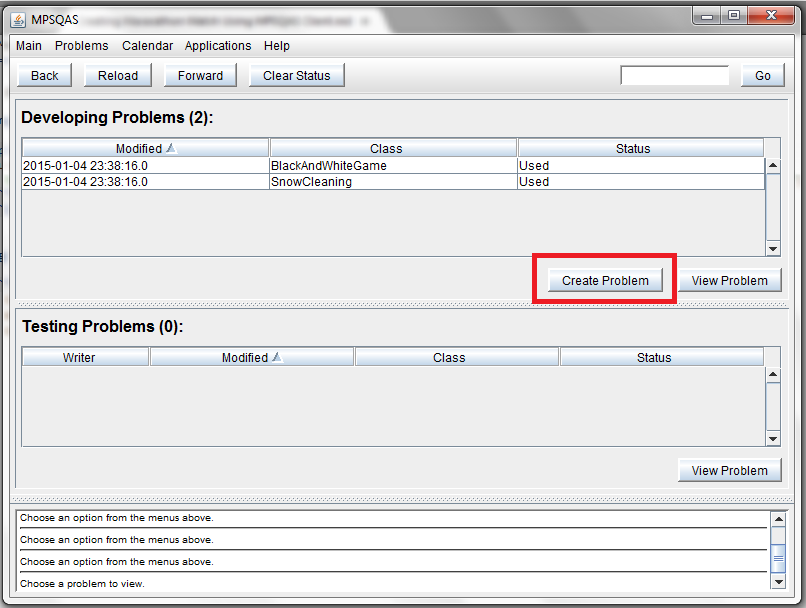 MPSQAS
Main Problems Calendar Applications Help
Back Reload Forward Clear Status Go
Developing Problems (2):
Modified Class Status
2015-01-04 23:38:16.0 BlackAndWhiteGame Used
2015-01-04 23:38:16.0 SnowCleaning Used
Create Problem View Problem
Testing Problems (0):
Writer Modified Class Status
View Problem
Choose an option from the menus above.
Choose an option from the menus above.
Choose an option from the menus above.
Choose a problem to view.